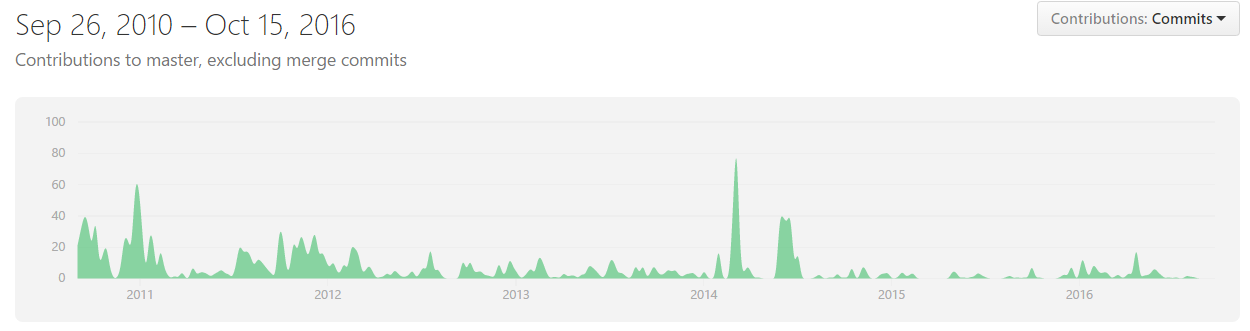 Sep 26, 2010 – Oct 15, 2016
Contributions: Commits
Contributions to master, excluding merge commits
100
80
60
40
20
0
2011 2012 2013 2014 2015 2016